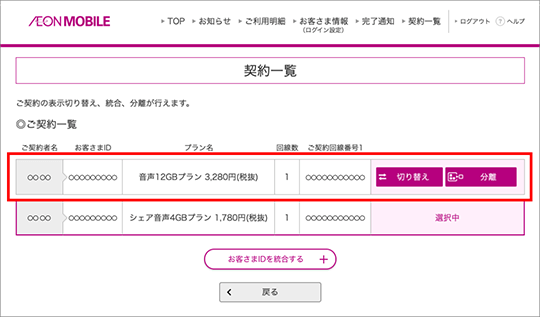 ÆON MOBILE
TOP お知らせ ご利用明細 お客さま情報 完了通知 契約一覧 ログアウト ? ヘルプ
(ログイン設定)
契約一覧
ご契約の表示切り替え、統合、分離が行えます。
◎ご契約一覧
ご契約者名 お客さまID プラン名 回線数 ご契約回線番号1
○○ ○○ ○○○○○○○○○ 音声12GBプラン 3,280円(税抜) 1 ○○○○○○○○○○○ 切り替え 分離
○○ ○○ ○○○○○○○○○ シェア音声4GBプラン 1,780円(税抜) 1 ○○○○○○○○○○○ 選択中
お客さまIDを統合する +
< 戻る